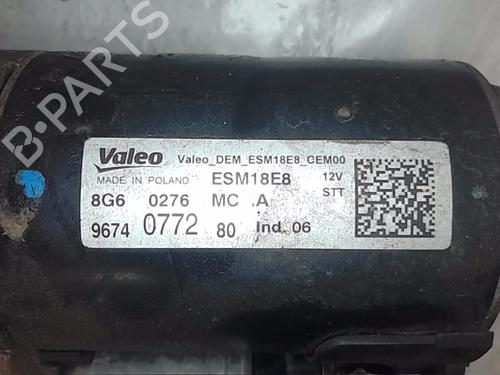 B-PARTS
Valeo Valeo_DEM_ESM18E8_CEM00
MADE IN POLAND ESM18E8 12V
STT
8G6 0276 MC .A
9674 0772 80 Ind. 06